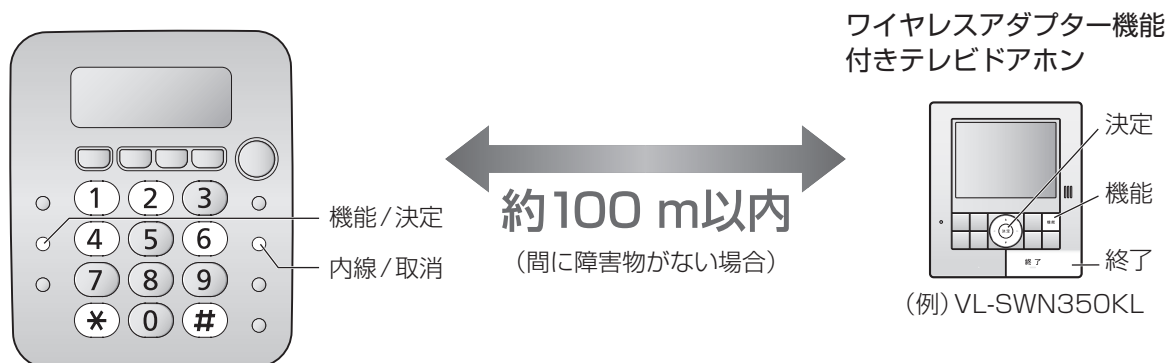 ワイヤレスアダプター機能
付きテレビドアホン
決定
機能
終了
(例) VL-SWN350KL
約100 m以内
(間に障害物がない場合)
機能/決定
内線/取消
1 2 3
4 5 6
7 8 9
* 0 #
終了